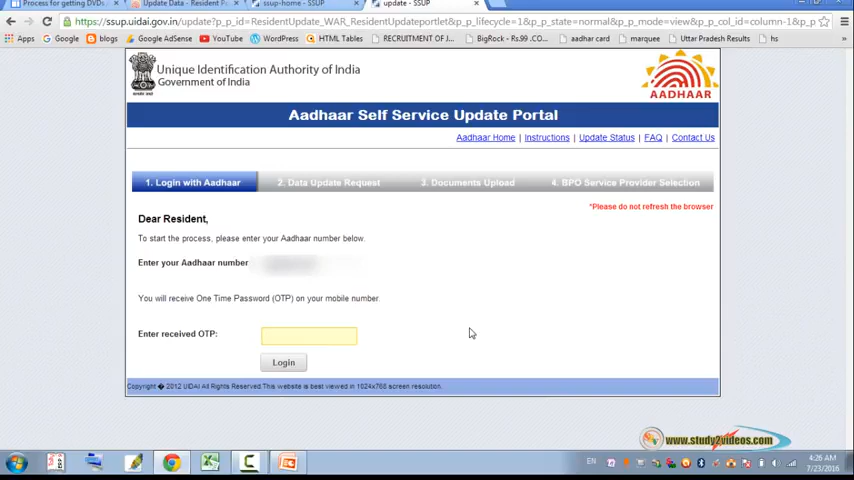 Process for getting DVDs
Update Data - Resident P
ssup-home - SSUP
update - SSUP
https://ssup.uidai.gov.in/update?p_p_id=ResidentUpdate_WAR_ResidentUpdateportlet&p_p_lifecycle=1&p_p_state=normal&p_p_mode=view&p_p_col_id=column-1&p_p
Apps Google blogs Google AdSense YouTube WordPress HTML Tables RECRUITMENT OF J... BigRock - Rs.99 .CO... aadhar card marquee Uttar Pradesh Results hs
Unique Identification Authority of India
Government of India
AADHAAR
Aadhaar Self Service Update Portal
Aadhaar Home | Instructions | Update Status | FAQ | Contact Us
1. Login with Aadhaar 2. Data Update Request 3. Documents Upload 4. BPO Service Provider Selection
*Please do not refresh the browser
Dear Resident,
To start the process, please enter your Aadhaar number below.
Enter your Aadhaar number
You will receive One Time Password (OTP) on your mobile number.
Enter received OTP:
Login
Copyright � 2012 UIDAI All Rights Reserved.This website is best viewed in 1024x768 screen resolution.
www.study2videos.com
EN
4:26 AM
7/23/2016